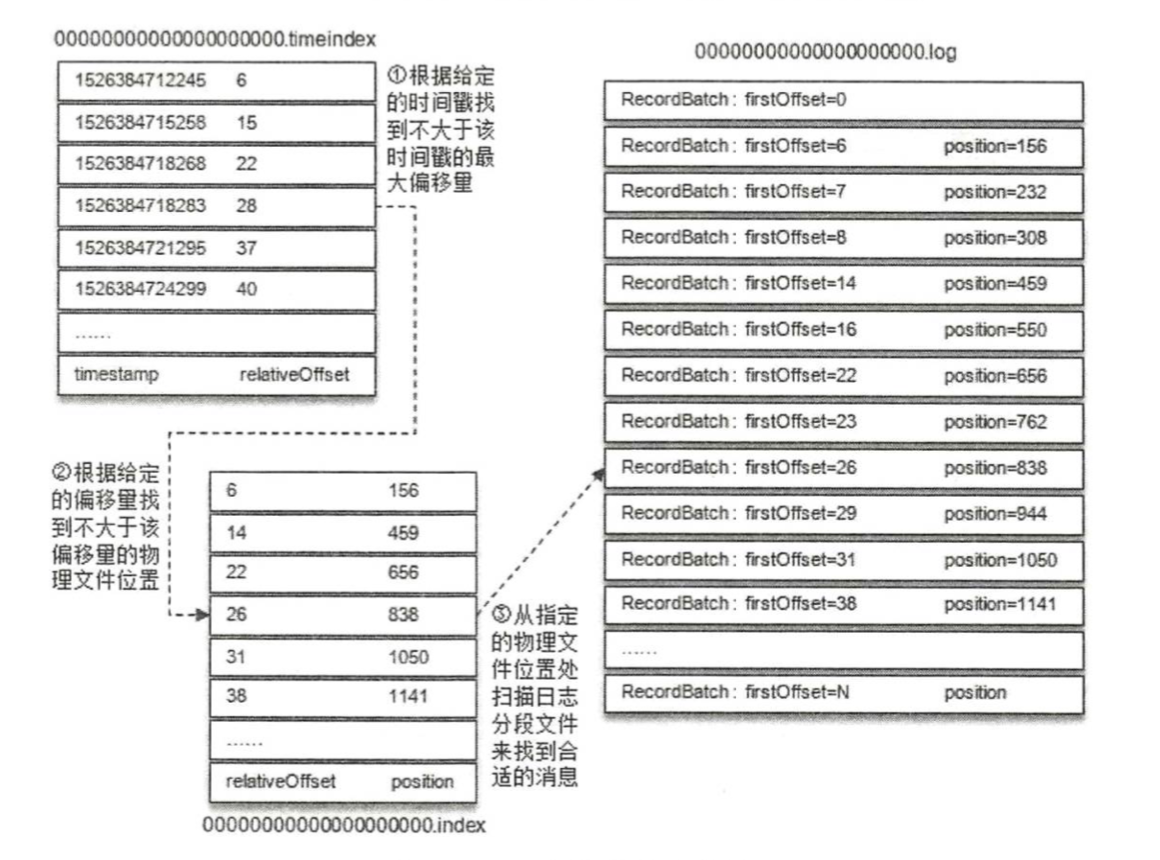 00000000000000000000.timeindex
1526384712245 6
1526384715258 15
1526384718268 22
1526384718283 28
1526384721295 37
1526384724299 40
……
timestamp relativeOffset
①根据给定
的时间戳找
到不大于该
时间戳的最
大偏移量
②根据给定
的偏移量找
到不大于该
偏移量的物
理文件位置
6 156
14 459
22 656
26 838
31 1050
38 1141
……
relativeOffset position
00000000000000000000.index
③从指定
的物理文
件位置处
扫描日志
分段文件
来找到合
适的消息
00000000000000000000.log
RecordBatch: firstOffset=0
RecordBatch: firstOffset=6 position=156
RecordBatch: firstOffset=7 position=232
RecordBatch: firstOffset=8 position=308
RecordBatch: firstOffset=14 position=459
RecordBatch: firstOffset=16 position=550
RecordBatch: firstOffset=22 position=656
RecordBatch: firstOffset=23 position=762
RecordBatch: firstOffset=26 position=838
RecordBatch: firstOffset=29 position=944
RecordBatch: firstOffset=31 position=1050
RecordBatch: firstOffset=38 position=1141
……
RecordBatch: firstOffset=N position